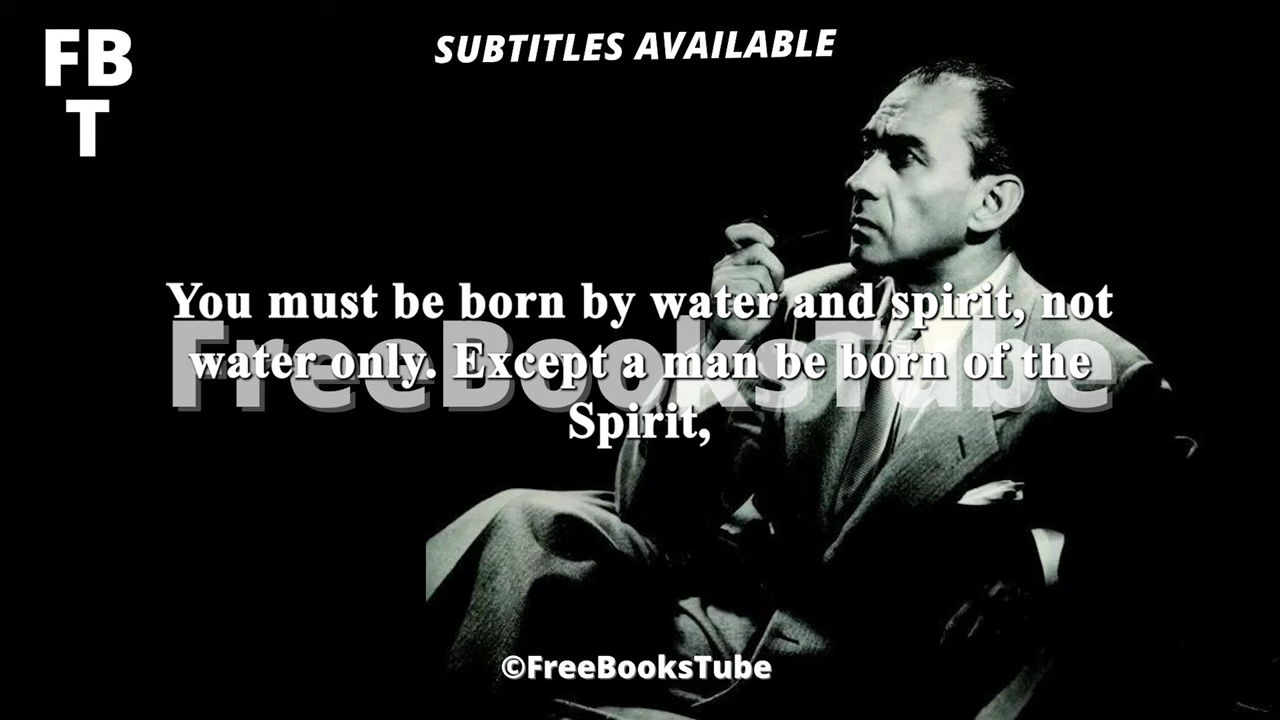 FB
T
SUBTITLES AVAILABLE
You must be born by water and spirit, not
water only. Except a man be born of the
Spirit,
FreeBooksTube
©FreeBooksTube